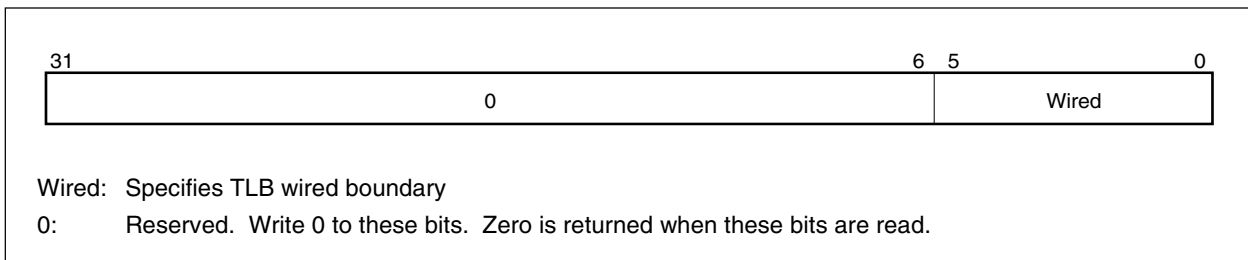 31 6 5 0
0 Wired
Wired: Specifies TLB wired boundary
0: Reserved. Write 0 to these bits. Zero is returned when these bits are read.